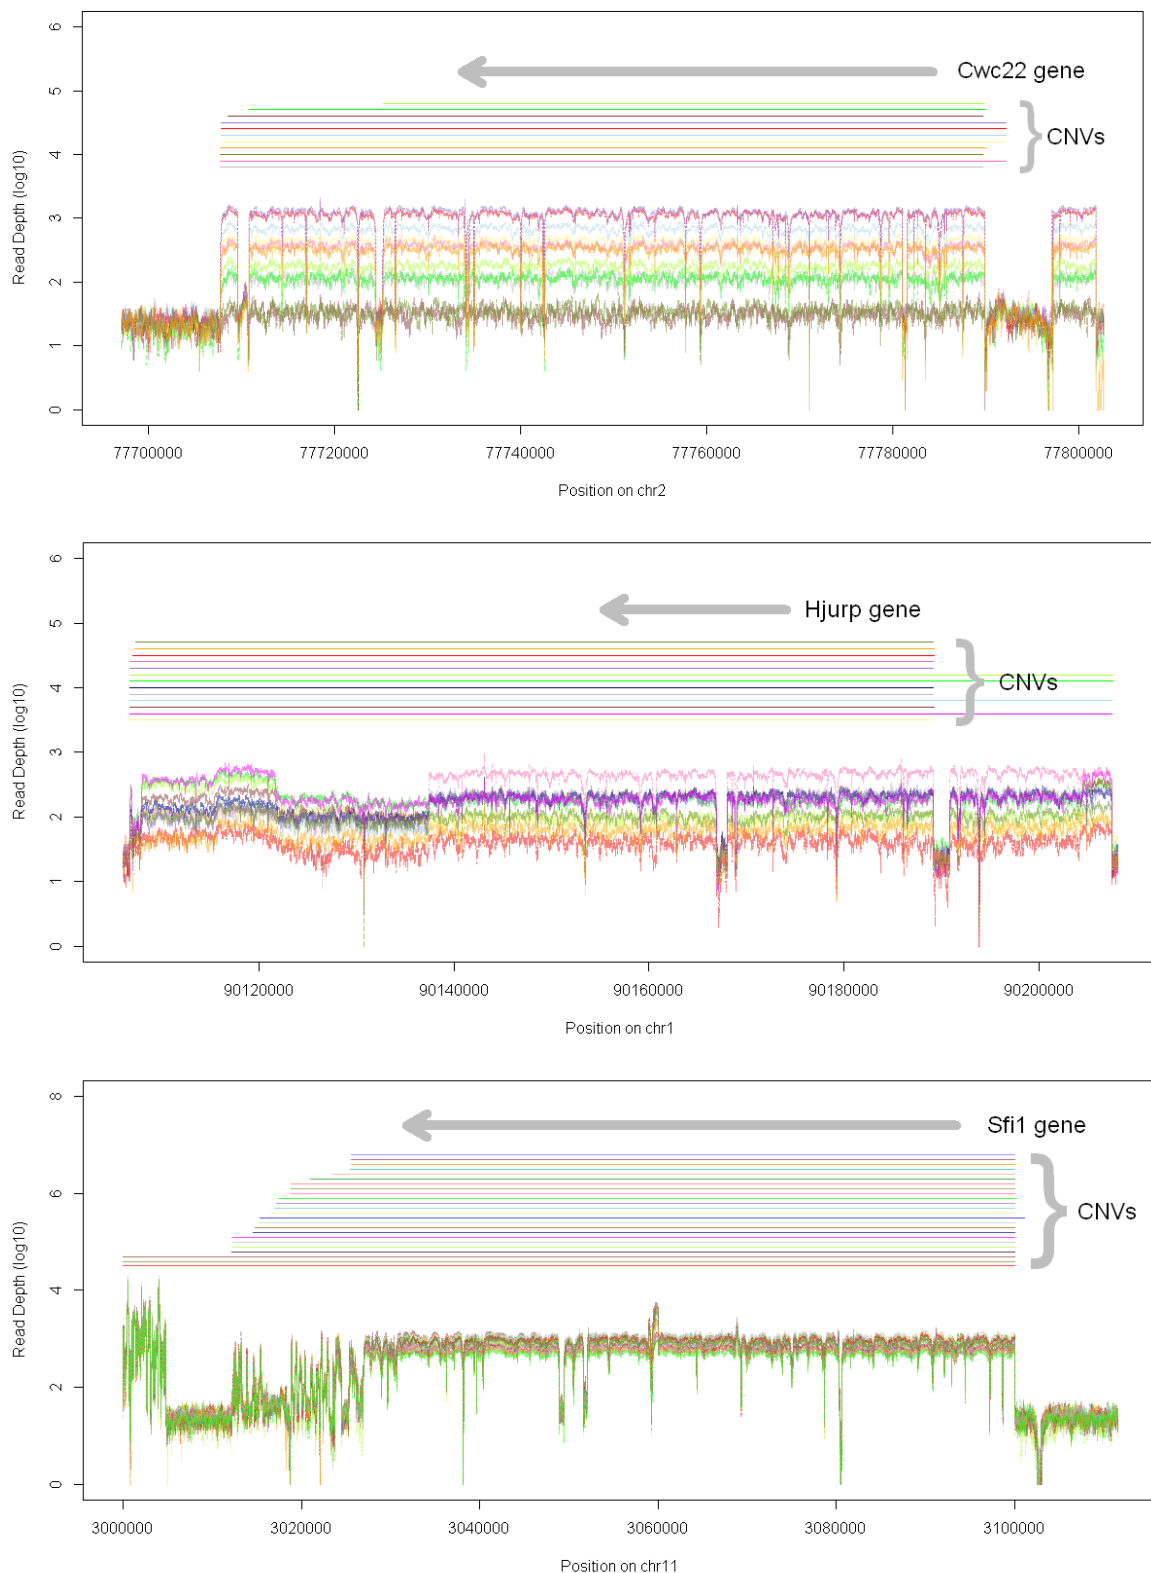 6
Cwc22 gene
5
CNVs
4
3
2
1
0
Read Depth (log10)
77700000 77720000 77740000 77760000 77780000 77800000
Position on chr2
6
Hjurp gene
5
CNVs
4
3
2
1
0
Read Depth (log10)
90120000 90140000 90160000 90180000 90200000
Position on chr1
8
Sfi1 gene
6
CNVs
4
2
0
Read Depth (log10)
3000000 3020000 3040000 3060000 3080000 3100000
Position on chr11